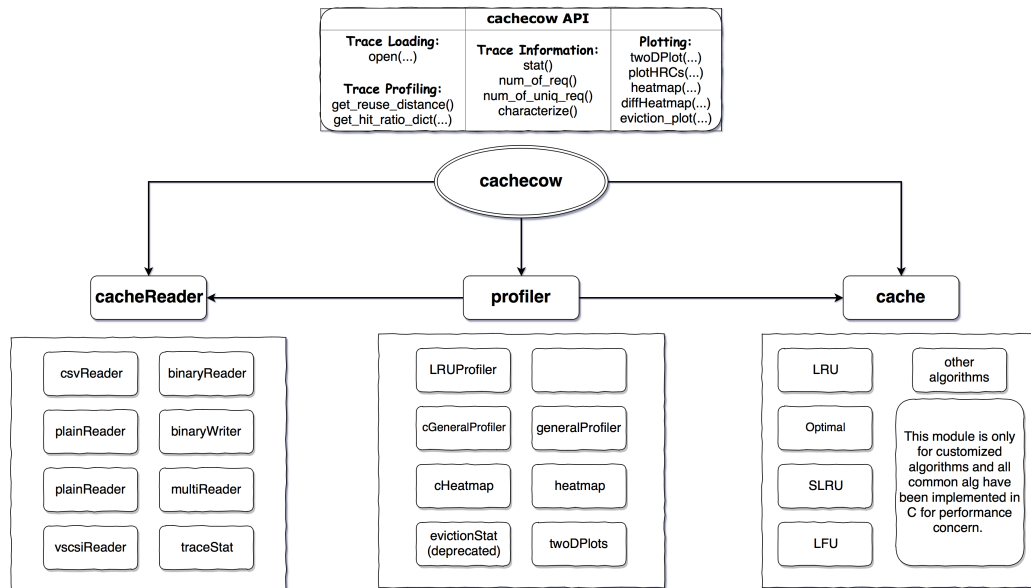 cachecow API
Trace Loading:
open(...)
Trace Profiling:
get_reuse_distance()
get_hit_ratio_dict(...)
Trace Information:
stat()
num_of_req()
num_of_uniq_req()
characterize()
Plotting:
twoDPlot(...)
plotHRCs(...)
heatmap(...)
diffHeatmap(...)
eviction_plot(...)
cachecow
cacheReader
profiler
cache
csvReader
binaryReader
plainReader
binaryWriter
plainReader
multiReader
vscsiReader
traceStat
LRUProfiler
cGeneralProfiler
generalProfiler
cHeatmap
heatmap
evictionStat
(deprecated)
twoDPlots
LRU
other
algorithms
Optimal
SLRU
LFU
This module is only
for customized
algorithms and all
common alg have
been implemented in
C for performance
concern.